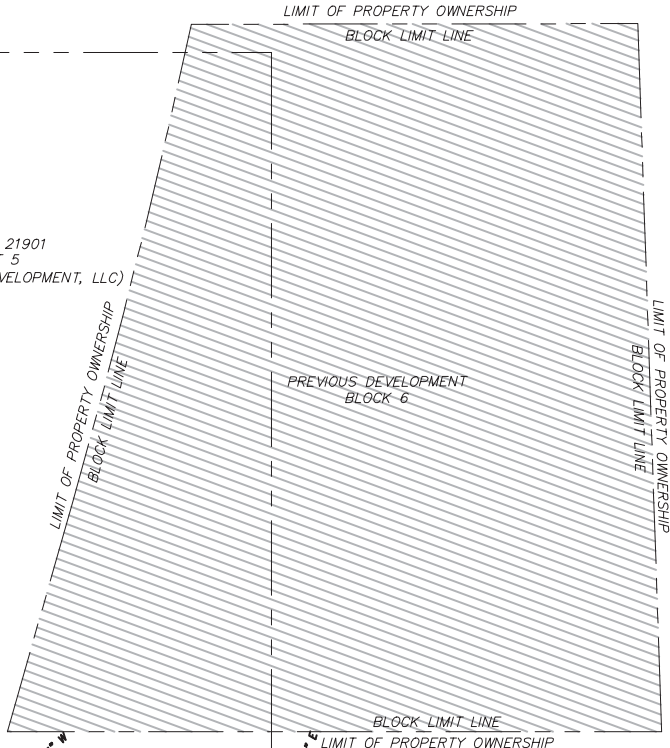 LIMIT OF PROPERTY OWNERSHIP
BLOCK LIMIT LINE
21901
5
VELOPMENT, LLC)
LIMIT OF PROPERTY OWNERSHIP
BLOCK LIMIT LINE
PREVIOUS DEVELOPMENT
BLOCK 6
LIMIT OF PROPERTY OWNERSHIP
BLOCK LIMIT LINE
BLOCK LIMIT LINE
LIMIT OF PROPERTY OWNERSHIP
W
E